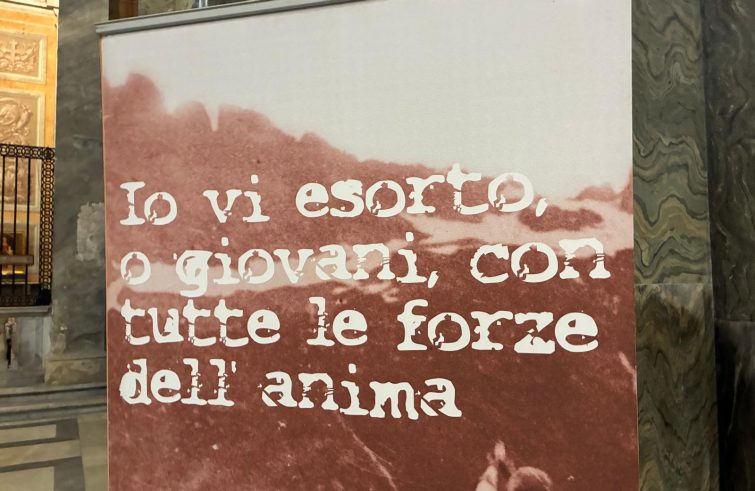 Io vi esorto,
o giovani, con
tutte le forze
dell'anima